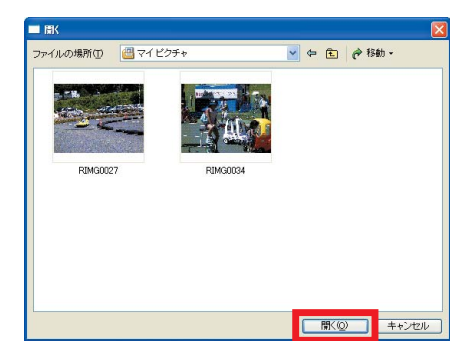 開く
ファイルの場所(I)
マイ ピクチャ
移動
RIMG0027
RIMG0034
開く(O)
キャンセル